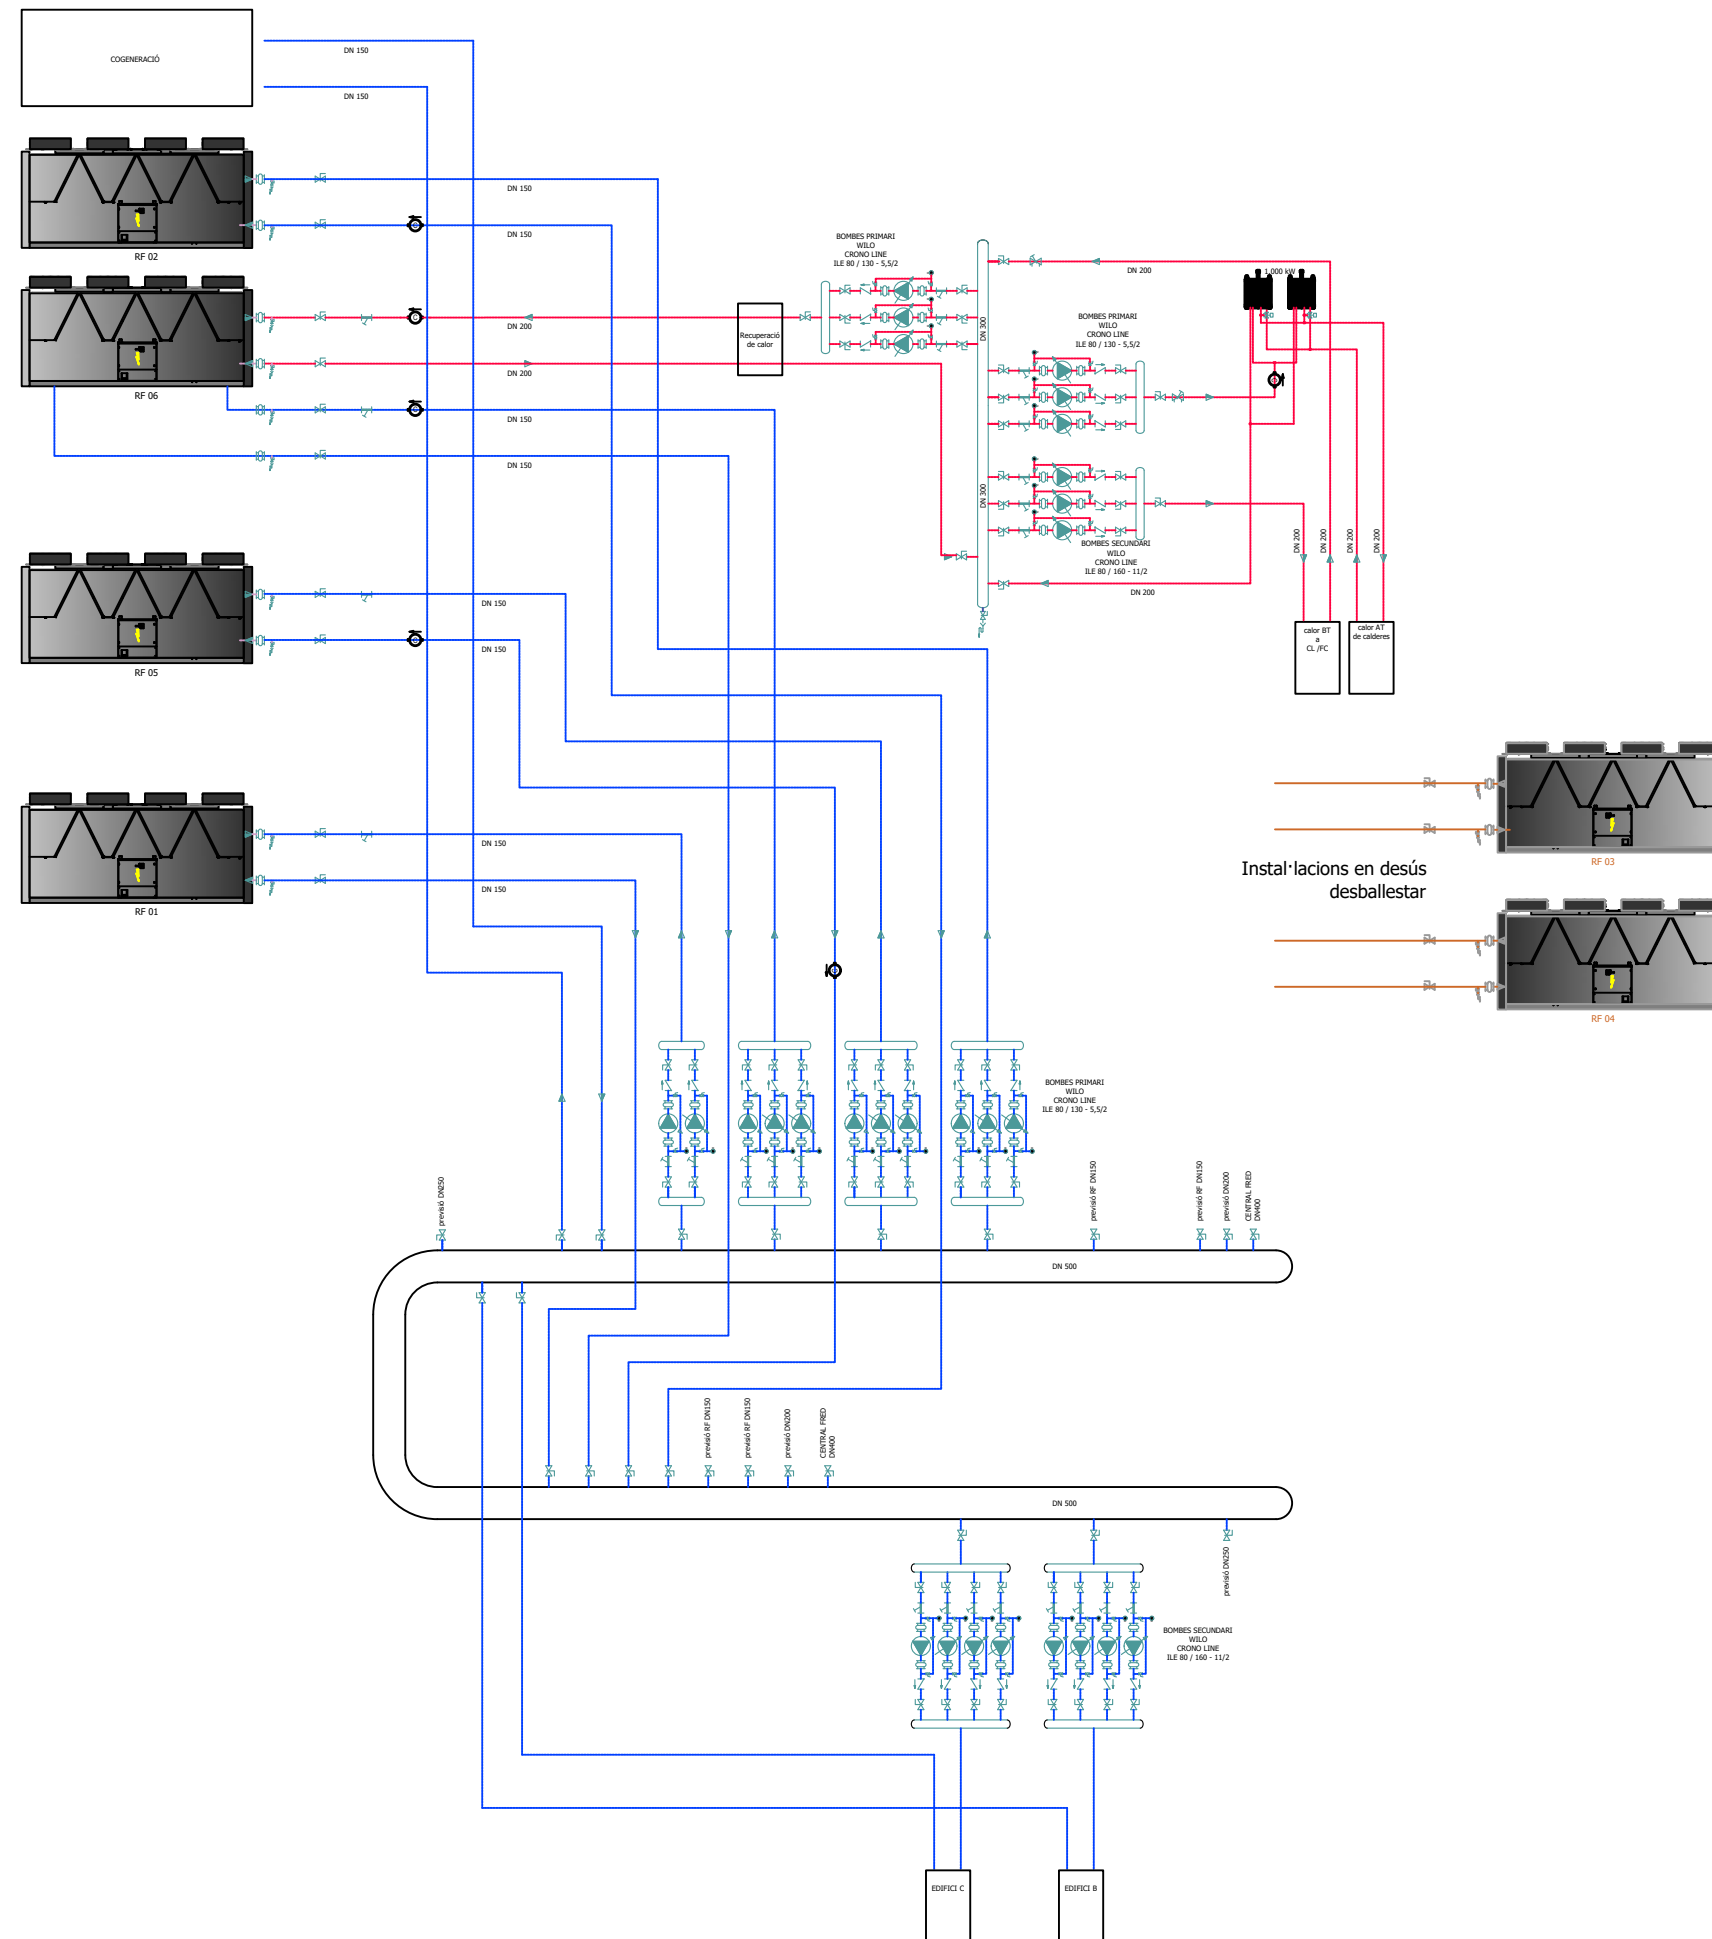 COGENERACIÓ
DN 150
DN 150
RF 02
DN 150
DN 150
RF 06
DN 200
DN 200
DN 150
DN 150
Recuperació
de calor
BOMBES PRIMARI
WILO
CRONO LINE
ILE 80 / 130 - 5,5/2
DN 300
DN 300
DN 200
1.000 kW
BOMBES PRIMARI
WILO
CRONO LINE
ILE 80 / 130 - 5,5/2
BOMBES SECUNDARI
WILO
CRONO LINE
ILE 80 / 160 - 11/2
DN 200
DN 200
DN 200
DN 200
DN 200
calor BT
a
CL /FC
calor AT
de calderes
RF 05
DN 150
DN 150
RF 01
DN 150
DN 150
Instal·lacions en desús
desballestar
RF 03
RF 04
BOMBES PRIMARI
WILO
CRONO LINE
ILE 80 / 130 - 5,5/2
previsió DN250
previsió RF DN150
previsió RF DN150
previsió DN200
CENTRAL FRED
DN400
DN 500
previsió RF DN150
previsió RF DN150
previsió DN200
CENTRAL FRED
DN400
DN 500
previsió DN250
BOMBES SECUNDARI
WILO
CRONO LINE
ILE 80 / 160 - 11/2
EDIFICI C
EDIFICI B